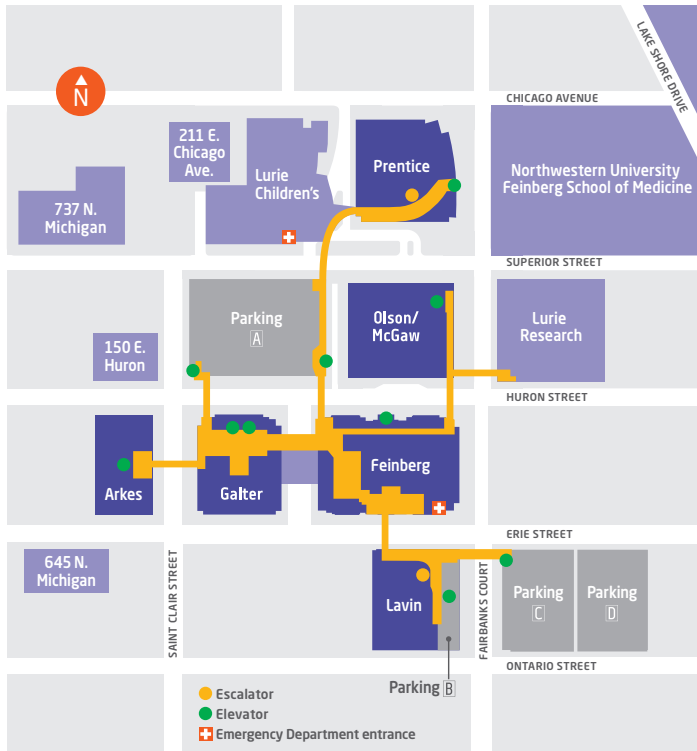 LAKE SHORE DRIVE
N
CHICAGO AVENUE
211 E.
Chicago
Ave.
Lurie
Children's
Prentice
Northwestern University
Feinberg School of Medicine
737 N.
Michigan
SUPERIOR STREET
Parking
A
Olson/
McGaw
Lurie
Research
150 E.
Huron
HURON STREET
Arkes
Galter
Feinberg
ERIE STREET
645 N.
Michigan
SAINT CLAIR STREET
Lavin
FAIRBANKS COURT
Parking
C
Parking
D
ONTARIO STREET
Parking B
Escalator
Elevator
Emergency Department entrance